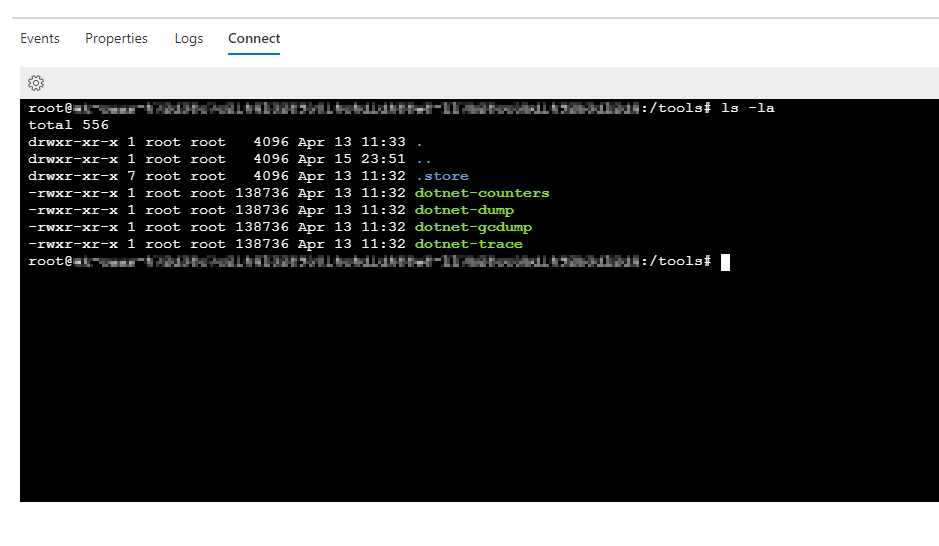 Events Properties Logs Connect
root@:/tools# ls -la
total 556
drwxr-xr-x 1 root root   4096 Apr 13 11:33 .
drwxr-xr-x 1 root root   4096 Apr 15 23:51 ..
drwxr-xr-x 7 root root   4096 Apr 13 11:32 .store
-rwxr-xr-x 1 root root 138736 Apr 13 11:32 dotnet-counters
-rwxr-xr-x 1 root root 138736 Apr 13 11:32 dotnet-dump
-rwxr-xr-x 1 root root 138736 Apr 13 11:32 dotnet-gcdump
-rwxr-xr-x 1 root root 138736 Apr 13 11:32 dotnet-trace
root@:/tools#